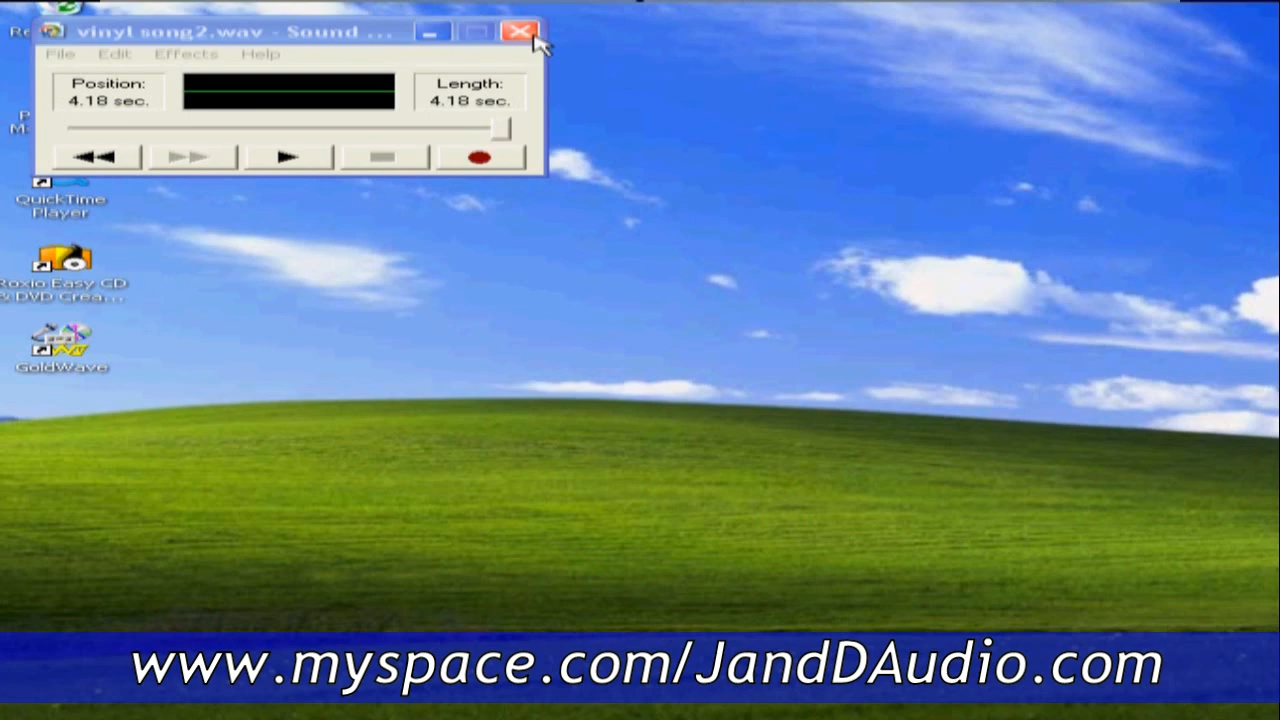 vinyl song2.wav - Sound ...
File Edit Effects Help
Position:
4.18 sec.
Length:
4.18 sec.
QuickTime
Player
Roxio Easy CD
& DVD Crea...
GoldWave
www.myspace.com/JandDAudio.com